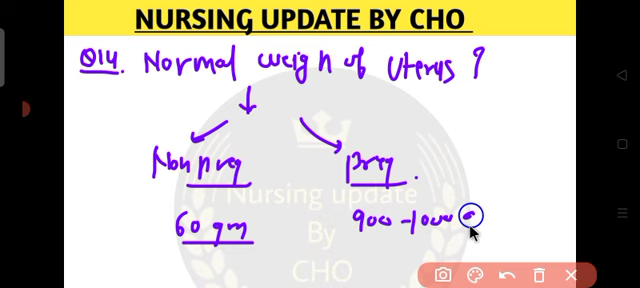 NURSING UPDATE BY CHO
Q14. Normal weigh of Uterus ?
Non preg
Preg.
60 gm
900-1000
Nursing update
By
CHO